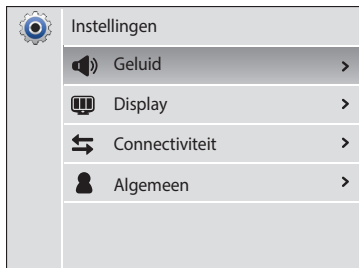 Instellingen
Geluid
Display
Connectiviteit
Algemeen